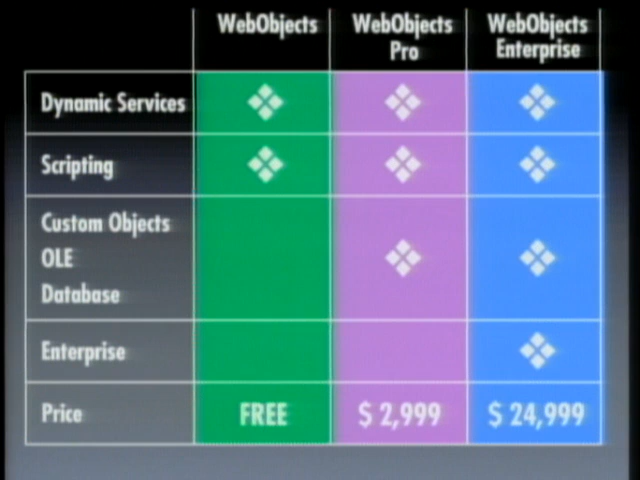 WebObjects
WebObjects
Pro
WebObjects
Enterprise
Dynamic Services
Scripting
Custom Objects
OLE
Database
Enterprise
Price
FREE
$ 2,999
$ 24,999